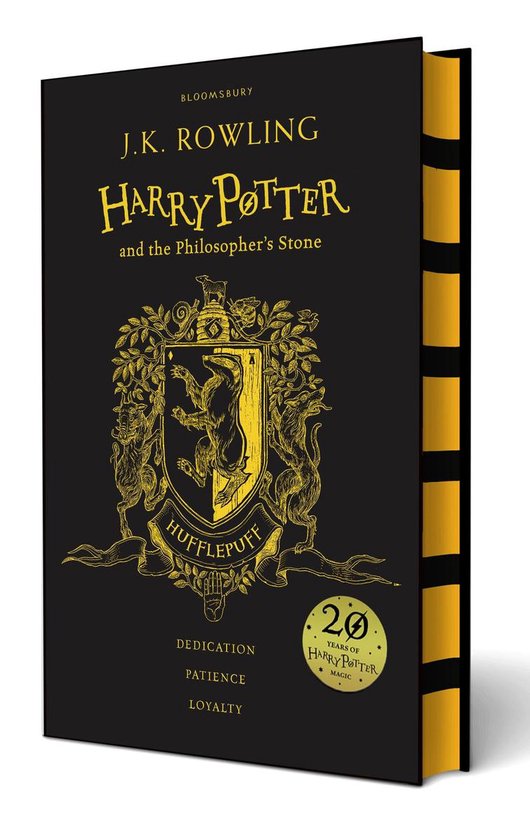 BLOOMSBURY
J.K. ROWLING
HARRY POTTER
and the Philosopher's Stone
HUFFLEPUFF
DEDICATION
PATIENCE
LOYALTY
20
YEARS OF
HARRY POTTER
MAGIC